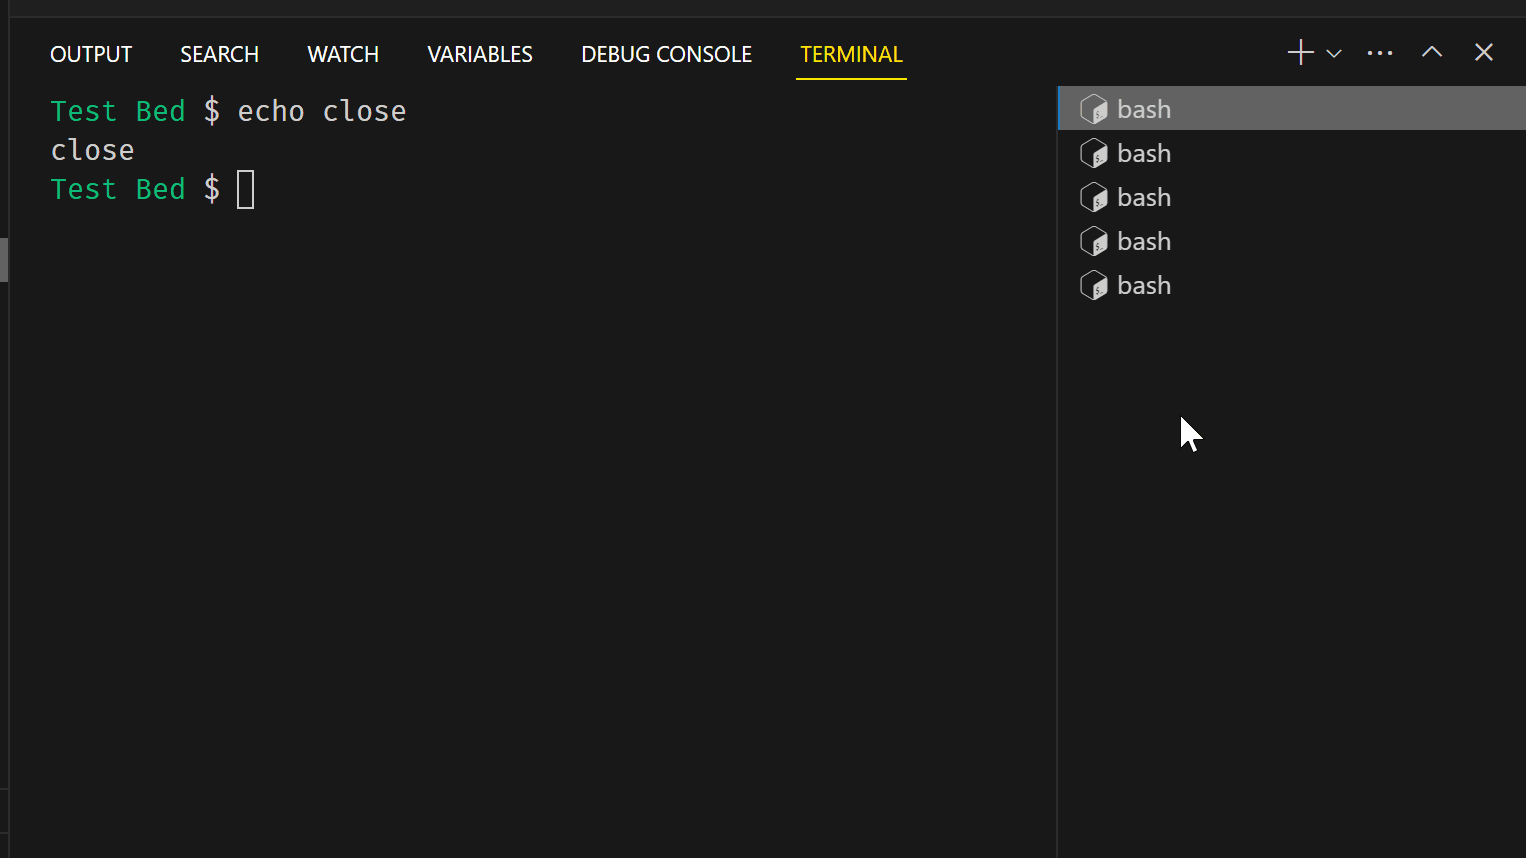 OUTPUT SEARCH WATCH VARIABLES DEBUG CONSOLE TERMINAL
Test Bed $ echo close
close
Test Bed $
bash
bash
bash
bash
bash